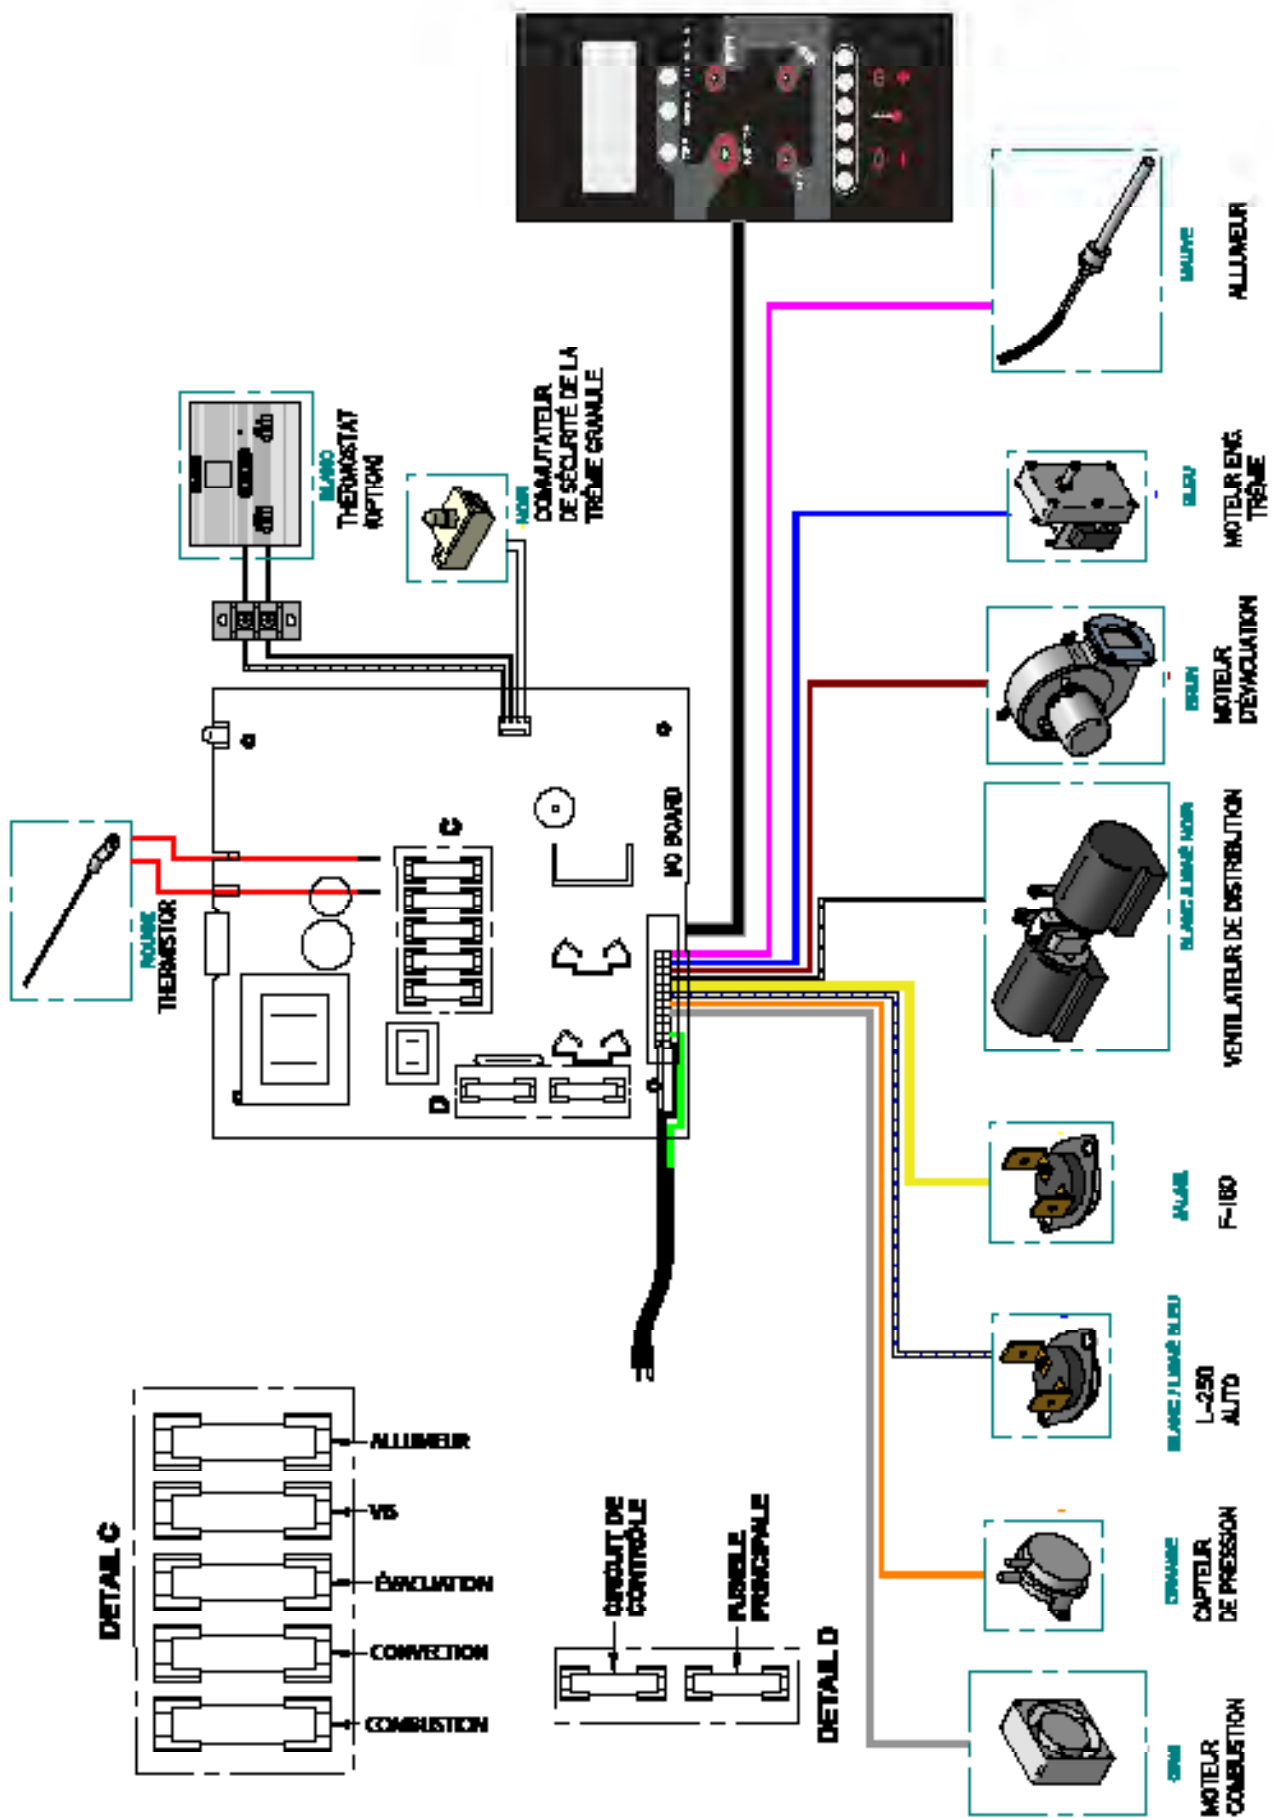 MAUVE
ALLUMEUR
BLANC
THERMOSTAT
(OPTION)
NOIR
COMMUTATEUR
DE SÉCURITÉ DE LA
TRÉMIE GRANULE
BLEU
MOTEUR ENG.
TRÉMIE
BRUN
MOTEUR
D'ÉVACUATION
ROUGE
THERMISTOR
C
I/O BOARD
BLANC/LIGNÉ NOIR
VENTILATEUR DE DISTRIBUTION
D
JAUNE
F-160
BLANC/LIGNÉ BLEU
L-250
AUTO
DETAIL C
ALLUMEUR
VIS
ÉVACUATION
CONVECTION
COMBUSTION
CIRCUIT DE
CONTRÔLE
FUSIBLE
PRINCIPALE
DETAIL D
ORANGE
CAPTEUR
DE PRESSION
GRIS
MOTEUR
COMBUSTION